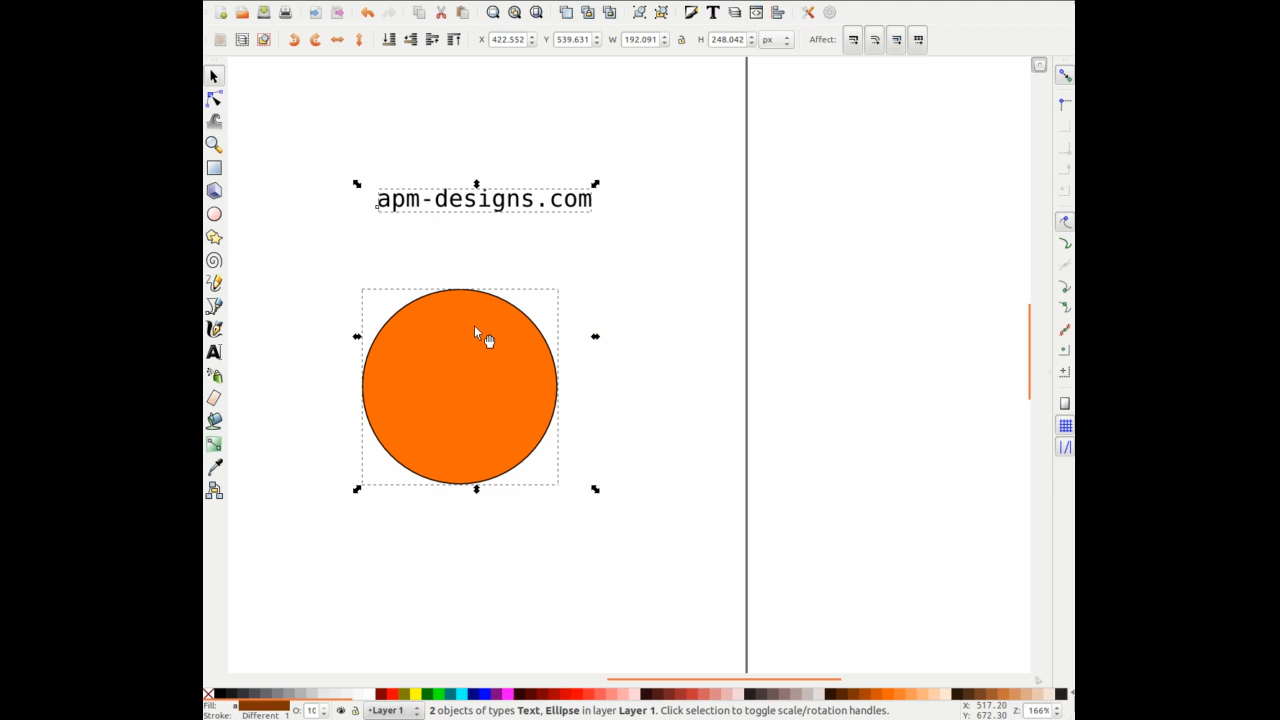 X 422.552 Y 539.631 W 192.091 H 248.042 px Affect:
apm-designs.com
Fill: a O: 10 Layer 1 2 objects of types Text, Ellipse in layer Layer 1. Click selection to toggle scale/rotation handles. X: 517.20 Z: 166%
Stroke: Different 1 Y: 672.30